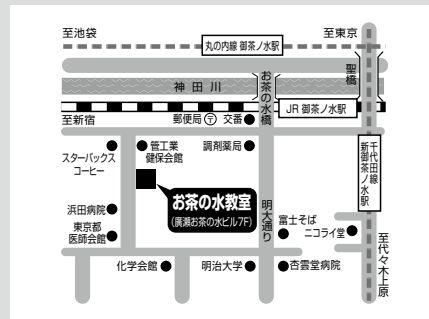 至池袋
至東京
丸の内線 御茶ノ水駅
お茶の水橋
聖橋
神田川
JR 御茶ノ水駅
至新宿
郵便局
交番
千代田線
新御茶ノ水駅
スターバックス
コーヒー
管工業
健保会館
調剤薬局
お茶の水教室
(廣瀬お茶の水ビル7F)
浜田病院
東京都
医師会館
明大通り
富士そば
ニコライ堂
至代々木上原
化学会館
明治大学
杏雲堂病院